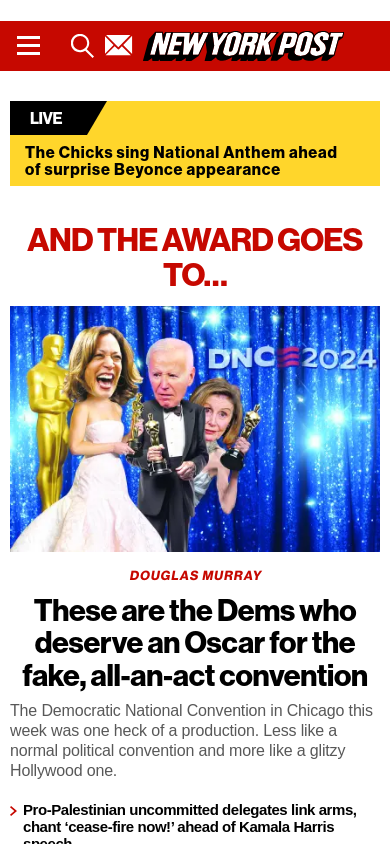 NEW YORK POST
LIVE
The Chicks sing National Anthem ahead
of surprise Beyonce appearance
AND THE AWARD GOES
TO…
DNC 2024
DOUGLAS MURRAY
These are the Dems who
deserve an Oscar for the
fake, all-an-act convention
The Democratic National Convention in Chicago this
week was one heck of a production. Less like a
normal political convention and more like a glitzy
Hollywood one.
Pro-Palestinian uncommitted delegates link arms,
chant ‘cease-fire now!’ ahead of Kamala Harris
speech